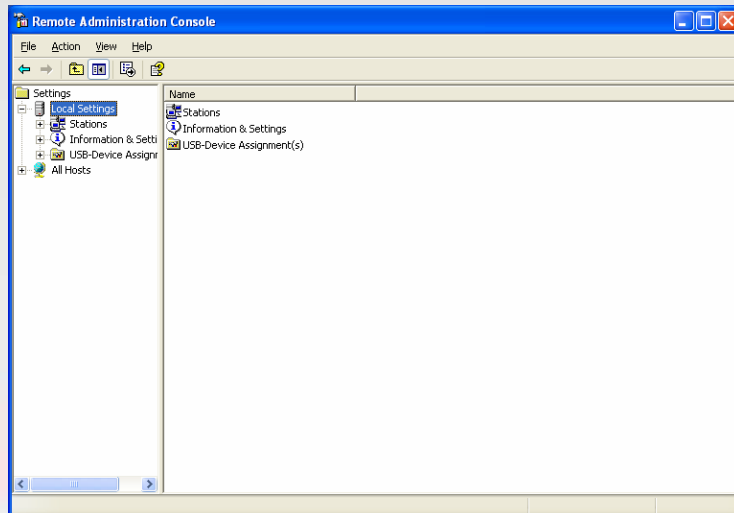 Remote Administration Console
File Action View Help
Settings
Local Settings
Stations
Information & Setti
USB-Device Assignr
All Hosts
Name
Stations
Information & Settings
USB-Device Assignment(s)